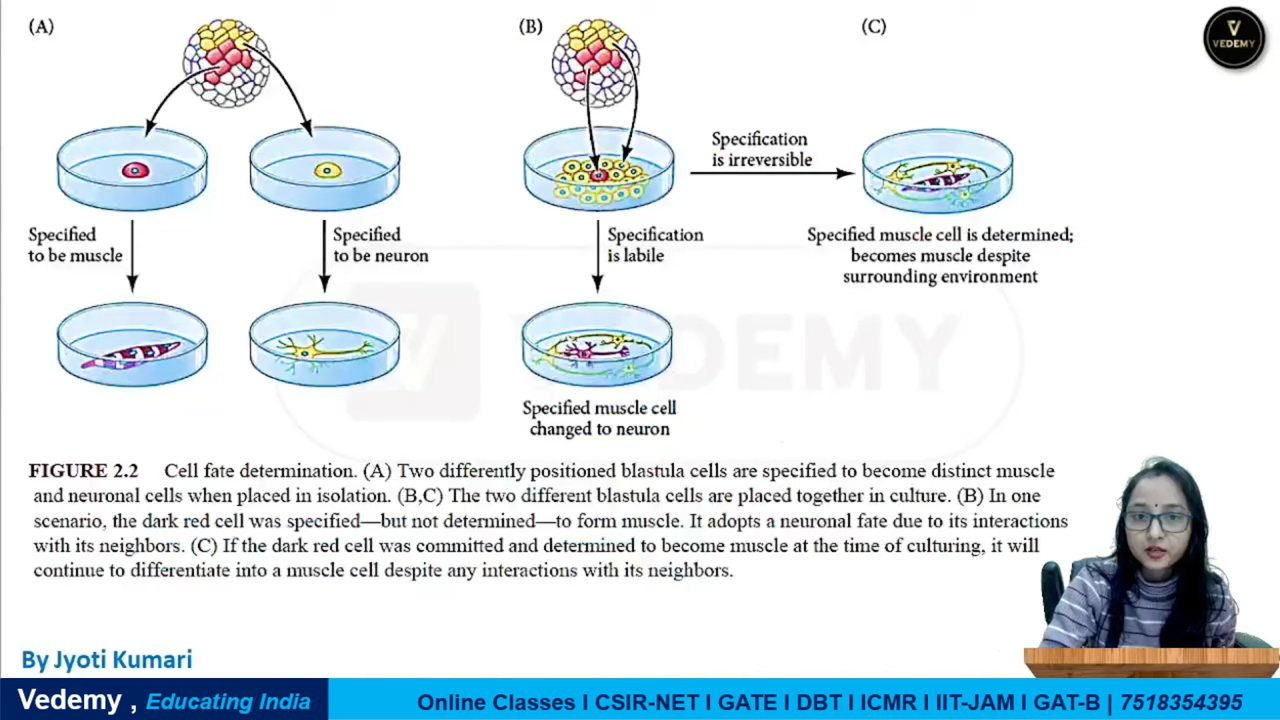 (A)
(B)
(C)
VEDEMY
Specification
is irreversible
Specified
to be muscle
Specified
to be neuron
Specification
is labile
Specified muscle cell is determined;
becomes muscle despite
surrounding environment
VEDEMY
Specified muscle cell
changed to neuron
FIGURE 2.2 Cell fate determination. (A) Two differently positioned blastula cells are specified to become distinct muscle
and neuronal cells when placed in isolation. (B,C) The two different blastula cells are placed together in culture. (B) In one
scenario, the dark red cell was specified—but not determined—to form muscle. It adopts a neuronal fate due to its interactions
with its neighbors. (C) If the dark red cell was committed and determined to become muscle at the time of culturing, it will
continue to differentiate into a muscle cell despite any interactions with its neighbors.
By Jyoti Kumari
Vedemy , Educating India
Online Classes I CSIR-NET I GATE I DBT I ICMR I IIT-JAM I GAT-B | 7518354395